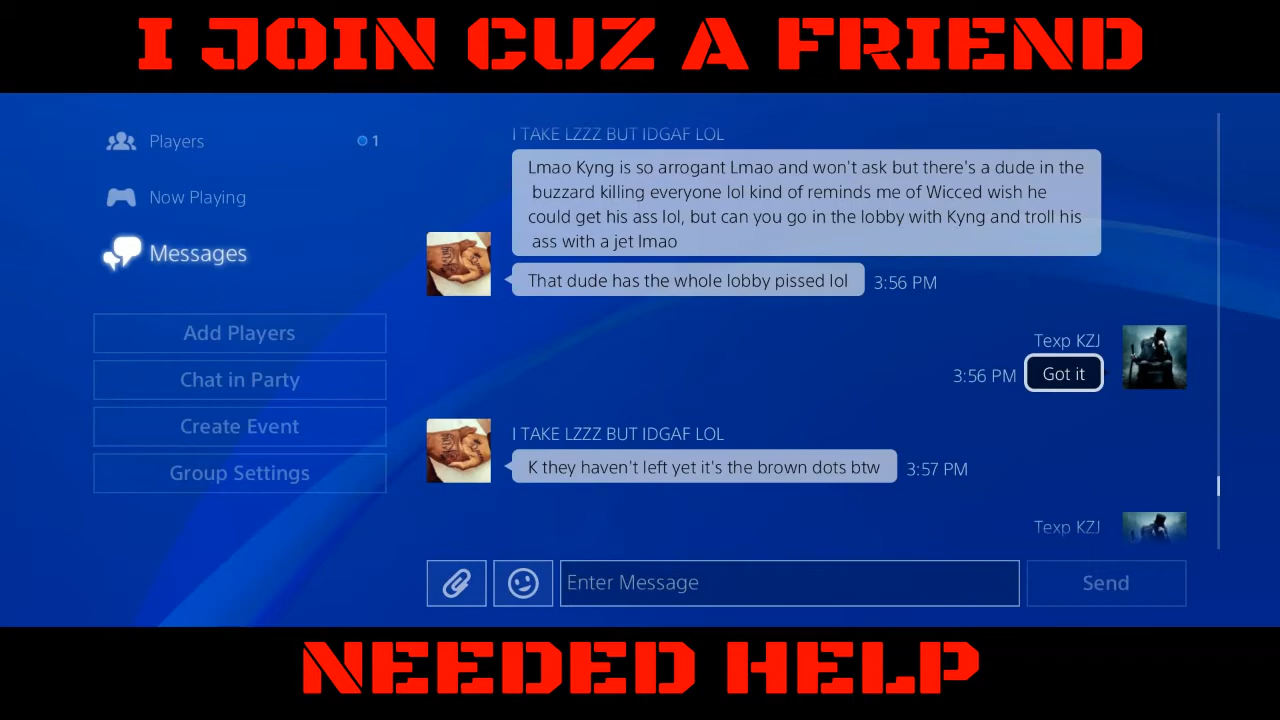 I JOIN CUZ A FRIEND
Players
1
Now Playing
Messages
Add Players
Chat in Party
Create Event
Group Settings
I TAKE LZZZ BUT IDGAF LOL
Lmao Kyng is so arrogant Lmao and won't ask but there's a dude in the
buzzard killing everyone lol kind of reminds me of Wicced wish he
could get his ass lol, but can you go in the lobby with Kyng and troll his
ass with a jet lmao
That dude has the whole lobby pissed lol
3:56 PM
Texp KZJ
3:56 PM
Got it
I TAKE LZZZ BUT IDGAF LOL
K they haven't left yet it's the brown dots btw
3:57 PM
Texp KZJ
Enter Message
Send
NEEDED HELP